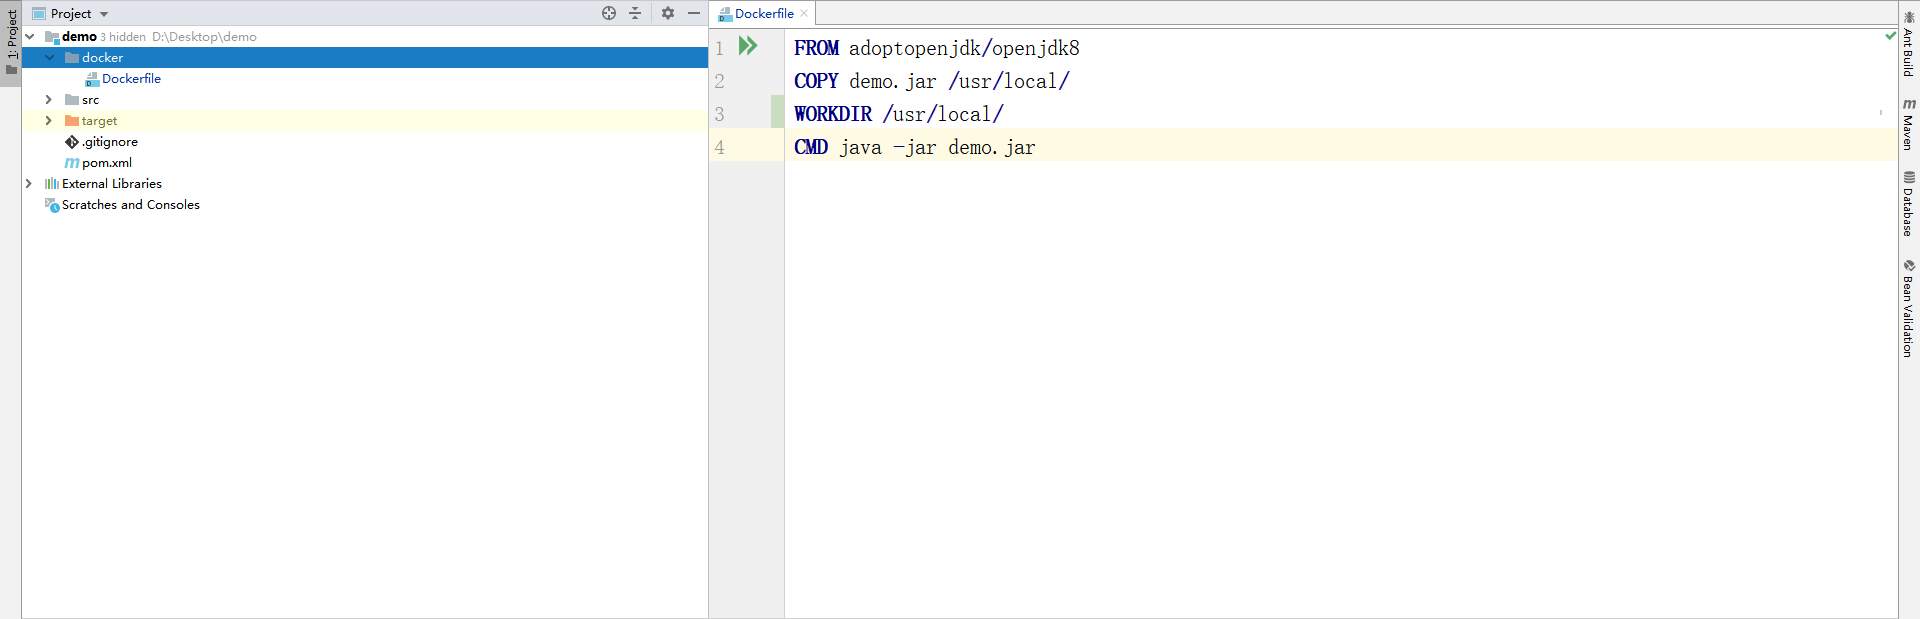 1: Project
Project
demo 3 hidden D:\Desktop\demo
docker
Dockerfile
src
target
.gitignore
pom.xml
External Libraries
Scratches and Consoles
Dockerfile
1 FROM adoptopenjdk/openjdk8
2 COPY demo.jar /usr/local/
3 WORKDIR /usr/local/
4 CMD java -jar demo.jar
Ant Build
Maven
Database
Bean Validation